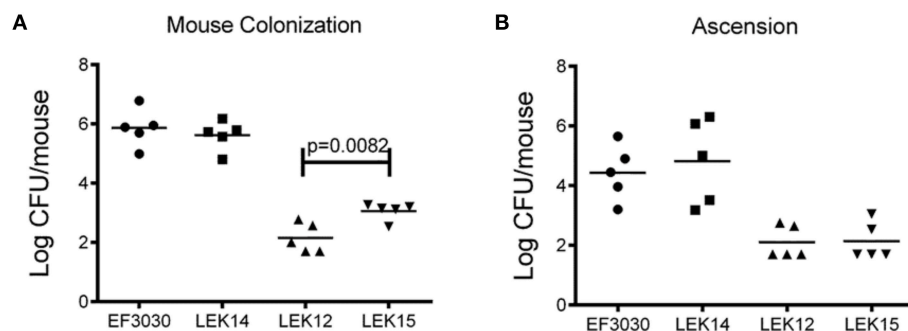 A
Mouse Colonization
Log CFU/mouse
8
6
4
2
0
p=0.0082
EF3030 LEK14 LEK12 LEK15
B
Ascension
Log CFU/mouse
8
6
4
2
0
EF3030 LEK14 LEK12 LEK15